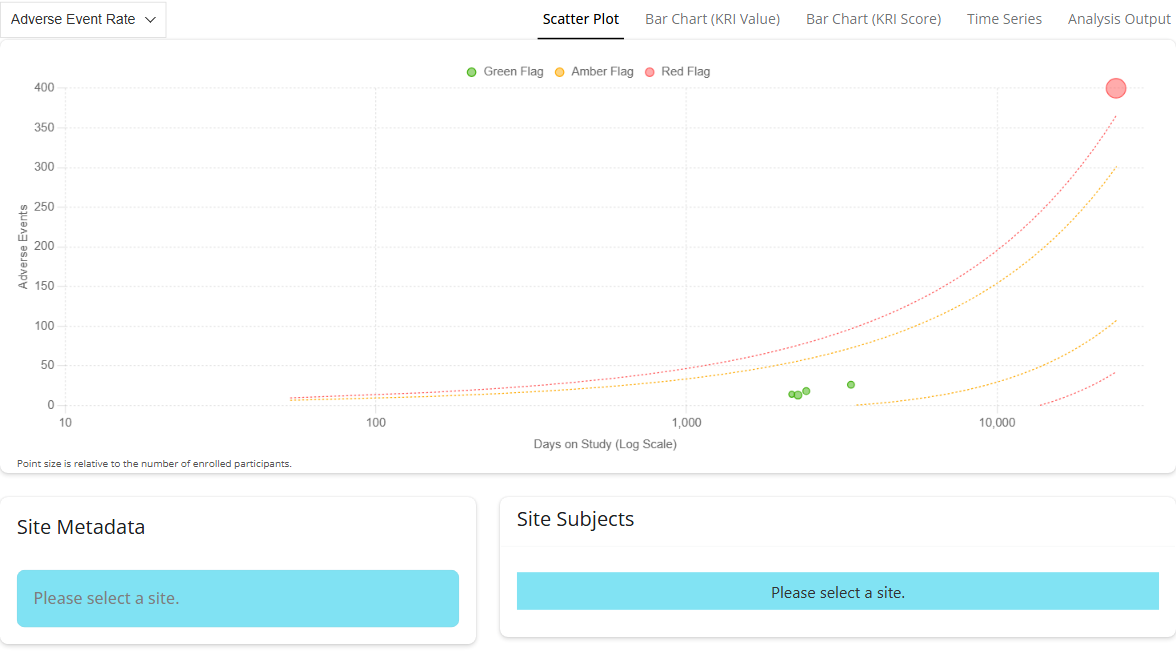 Adverse Event Rate
Scatter Plot
Bar Chart (KRI Value)
Bar Chart (KRI Score)
Time Series
Analysis Output
Green Flag
Amber Flag
Red Flag
400
350
300
250
200
150
100
50
0
Adverse Events
10
100
1,000
10,000
Days on Study (Log Scale)
Point size is relative to the number of enrolled participants.
Site Metadata
Please select a site.
Site Subjects
Please select a site.